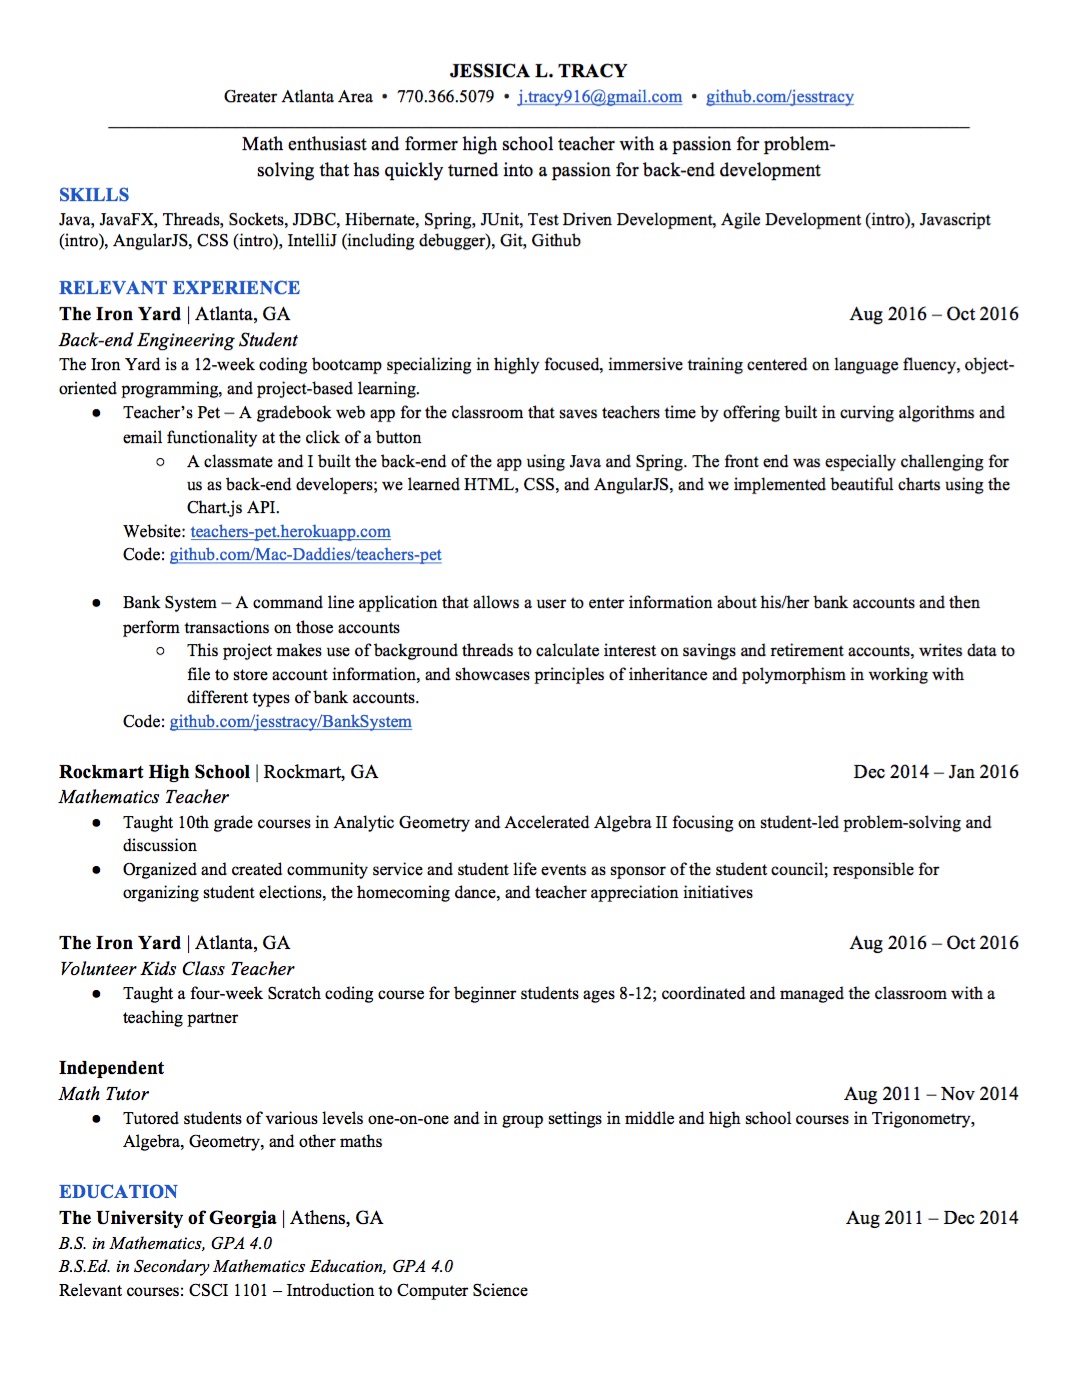 JESSICA L. TRACY
Greater Atlanta Area • 770.366.5079 • j.tracy916@gmail.com • github.com/jesstracy
Math enthusiast and former high school teacher with a passion for problem-
solving that has quickly turned into a passion for back-end development
SKILLS
Java, JavaFX, Threads, Sockets, JDBC, Hibernate, Spring, JUnit, Test Driven Development, Agile Development (intro), Javascript
(intro), AngularJS, CSS (intro), IntelliJ (including debugger), Git, Github
RELEVANT EXPERIENCE
The Iron Yard | Atlanta, GA Aug 2016 – Oct 2016
Back-end Engineering Student
The Iron Yard is a 12-week coding bootcamp specializing in highly focused, immersive training centered on language fluency, object-
oriented programming, and project-based learning.
● Teacher’s Pet – A gradebook web app for the classroom that saves teachers time by offering built in curving algorithms and
email functionality at the click of a button
○ A classmate and I built the back-end of the app using Java and Spring. The front end was especially challenging for
us as back-end developers; we learned HTML, CSS, and AngularJS, and we implemented beautiful charts using the
Chart.js API.
Website: teachers-pet.herokuapp.com
Code: github.com/Mac-Daddies/teachers-pet
● Bank System – A command line application that allows a user to enter information about his/her bank accounts and then
perform transactions on those accounts
○ This project makes use of background threads to calculate interest on savings and retirement accounts, writes data to
file to store account information, and showcases principles of inheritance and polymorphism in working with
different types of bank accounts.
Code: github.com/jesstracy/BankSystem
Rockmart High School | Rockmart, GA Dec 2014 – Jan 2016
Mathematics Teacher
● Taught 10th grade courses in Analytic Geometry and Accelerated Algebra II focusing on student-led problem-solving and
discussion
● Organized and created community service and student life events as sponsor of the student council; responsible for
organizing student elections, the homecoming dance, and teacher appreciation initiatives
The Iron Yard | Atlanta, GA Aug 2016 – Oct 2016
Volunteer Kids Class Teacher
● Taught a four-week Scratch coding course for beginner students ages 8-12; coordinated and managed the classroom with a
teaching partner
Independent
Math Tutor Aug 2011 – Nov 2014
● Tutored students of various levels one-on-one and in group settings in middle and high school courses in Trigonometry,
Algebra, Geometry, and other maths
EDUCATION
The University of Georgia | Athens, GA Aug 2011 – Dec 2014
B.S. in Mathematics, GPA 4.0
B.S.Ed. in Secondary Mathematics Education, GPA 4.0
Relevant courses: CSCI 1101 – Introduction to Computer Science